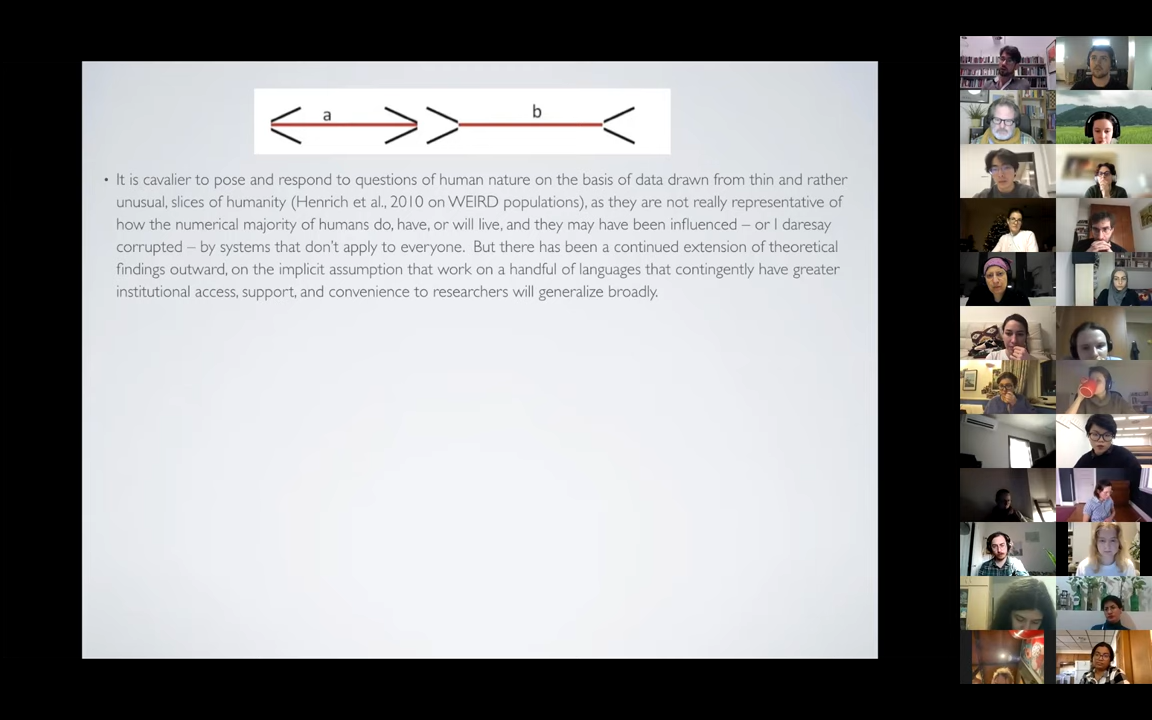 a b
• It is cavalier to pose and respond to questions of human nature on the basis of data drawn from thin and rather
unusual, slices of humanity (Henrich et al., 2010 on WEIRD populations), as they are not really representative of
how the numerical majority of humans do, have, or will live, and they may have been influenced – or I daresay
corrupted – by systems that don't apply to everyone.  But there has been a continued extension of theoretical
findings outward, on the implicit assumption that work on a handful of languages that contingently have greater
institutional access, support, and convenience to researchers will generalize broadly.